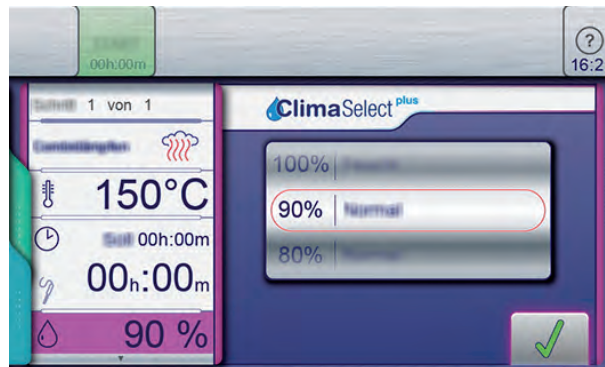 00h:00m
?
16:2
1 von 1
ClimaSelect plus
100%
150°C
90% Normal
00h:00m
80%
00h:00m
90 %